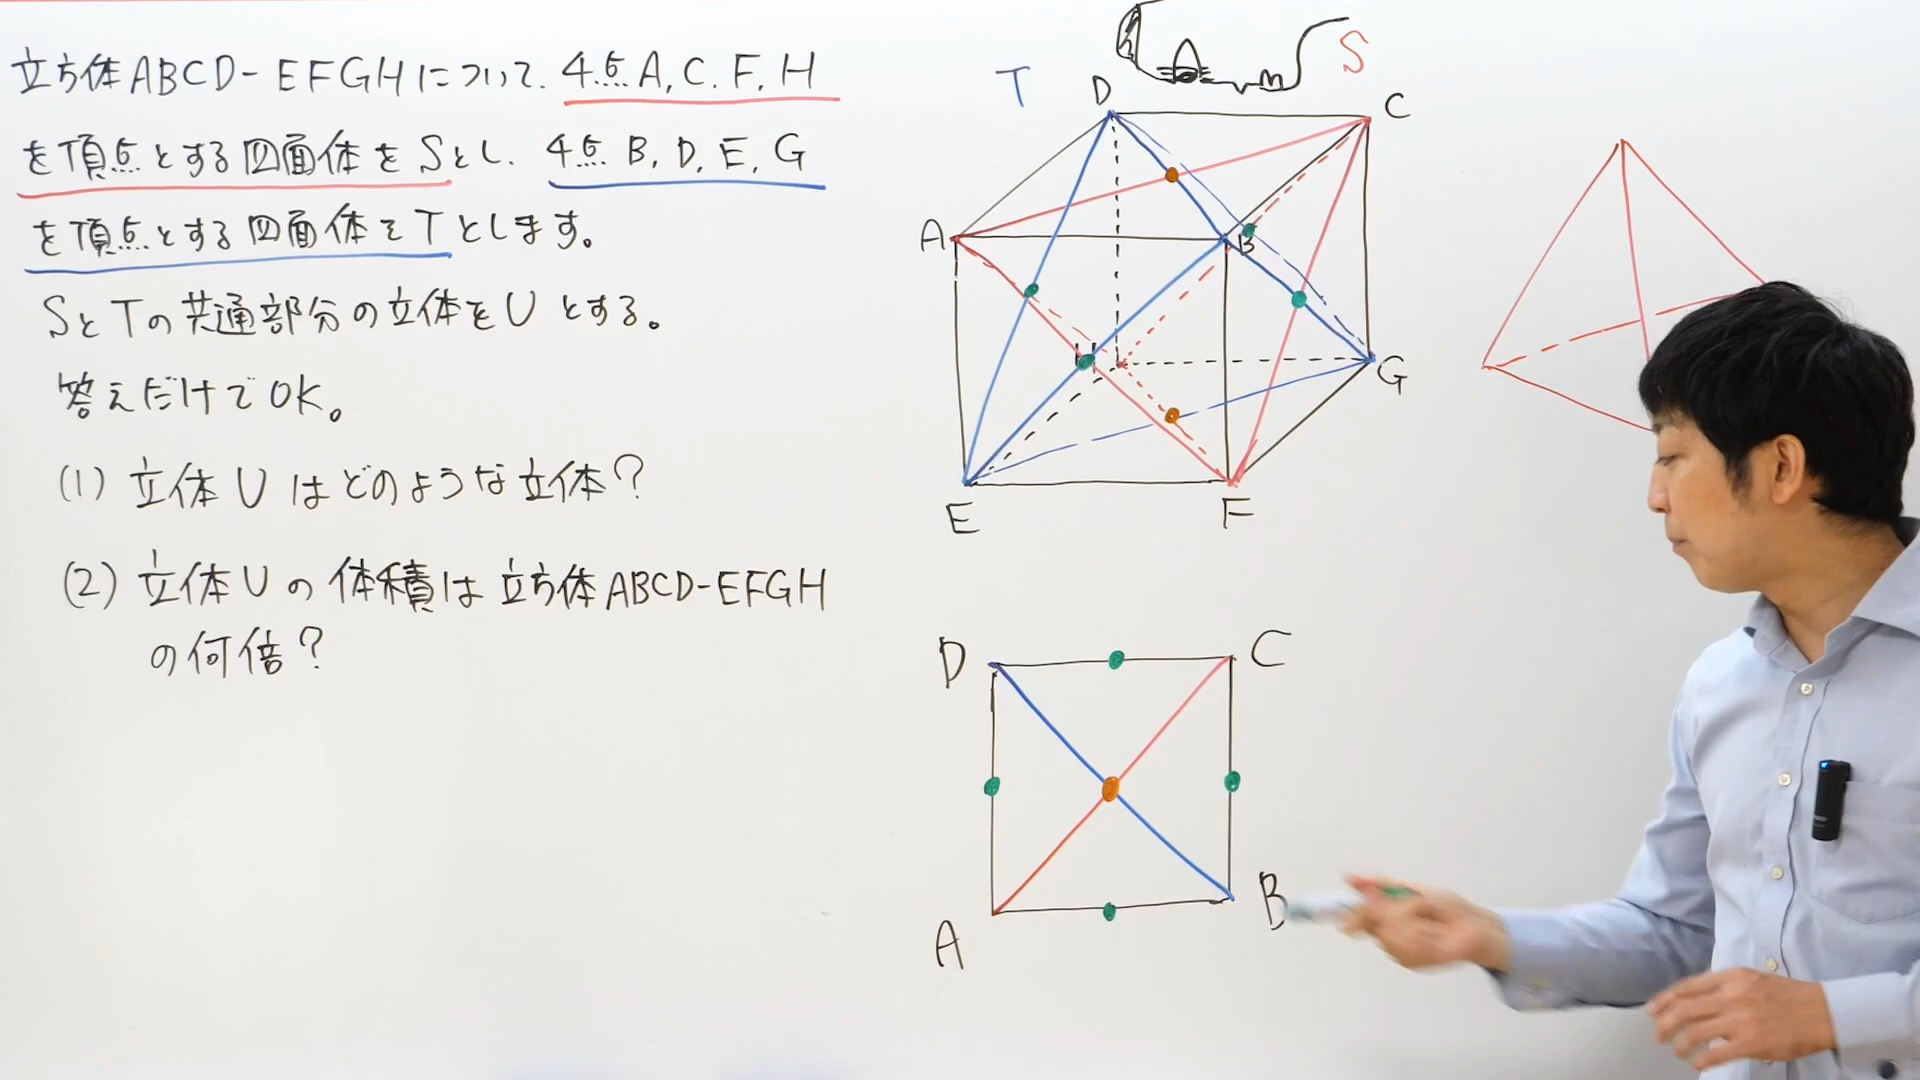 立方体ABCD-EFGHについて、4点A,C,F,H
を頂点とする四面体をSとし、4点B,D,E,G
を頂点とする四面体をTとします。
SとTの共通部分の立体をUとする。
答えだけでOK。
(1) 立体Uはどのような立体?
(2) 立体Uの体積は立方体ABCD-EFGH
の何倍?
T
S
D
C
A
B
H
G
E
F
D
C
A
B